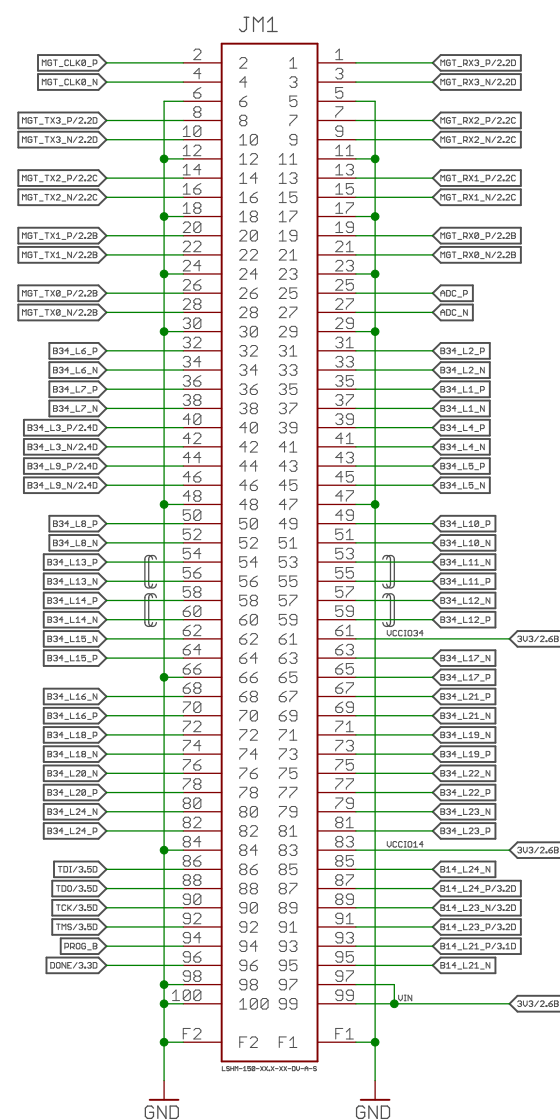 JM1
MGT_CLK0_P 2 2 1 1 MGT_RX3_P/2.2D
MGT_CLK0_N 4 4 3 3 MGT_RX3_N/2.2D
6 6 5 5
MGT_TX3_P/2.2D 8 8 7 7 MGT_RX2_P/2.2C
MGT_TX3_N/2.2D 10 10 9 9 MGT_RX2_N/2.2C
12 12 11 11
MGT_TX2_P/2.2C 14 14 13 13 MGT_RX1_P/2.2C
MGT_TX2_N/2.2C 16 16 15 15 MGT_RX1_N/2.2C
18 18 17 17
MGT_TX1_P/2.2B 20 20 19 19 MGT_RX0_P/2.2B
MGT_TX1_N/2.2B 22 22 21 21 MGT_RX0_N/2.2B
24 24 23 23
MGT_TX0_P/2.2B 26 26 25 25 ADC_P
MGT_TX0_N/2.2B 28 28 27 27 ADC_N
30 30 29 29
B34_L6_P 32 32 31 31 B34_L2_P
B34_L6_N 34 34 33 33 B34_L2_N
B34_L7_P 36 36 35 35 B34_L1_P
B34_L7_N 38 38 37 37 B34_L1_N
B34_L3_P/2.4D 40 40 39 39 B34_L4_P
B34_L3_N/2.4D 42 42 41 41 B34_L4_N
B34_L9_P/2.4D 44 44 43 43 B34_L5_P
B34_L9_N/2.4D 46 46 45 45 B34_L5_N
48 48 47 47
B34_L8_P 50 50 49 49 B34_L10_P
B34_L8_N 52 52 51 51 B34_L10_N
B34_L13_P 54 54 53 53 B34_L11_N
B34_L13_N 56 56 55 55 B34_L11_P
B34_L14_P 58 58 57 57 B34_L12_N
B34_L14_N 60 60 59 59 B34_L12_P
B34_L15_N 62 62 61 61 VCCIO34 3V3/2.6B
B34_L15_P 64 64 63 63 B34_L17_N
66 66 65 65 B34_L17_P
B34_L16_N 68 68 67 67 B34_L21_P
B34_L16_P 70 70 69 69 B34_L21_N
B34_L18_P 72 72 71 71 B34_L19_N
B34_L18_N 74 74 73 73 B34_L19_P
B34_L20_N 76 76 75 75 B34_L22_N
B34_L20_P 78 78 77 77 B34_L22_P
B34_L24_N 80 80 79 79 B34_L23_N
B34_L24_P 82 82 81 81 B34_L23_P
84 84 83 83 VCCIO14 3V3/2.6B
TDI/3.5D 86 86 85 85 B14_L24_N
TDO/3.5D 88 88 87 87 B14_L24_P/3.2D
TCK/3.5D 90 90 89 89 B14_L23_N/3.2D
TMS/3.5D 92 92 91 91 B14_L23_P/3.2D
PROG_B 94 94 93 93 B14_L21_P/3.1D
DONE/3.3D 96 96 95 95 B14_L21_N
98 98 97 97
100 100 99 99 VIN 3V3/2.6B
F2 F2 F1 F1
LSHM-150-XX.X-XX-DV-A-S
GND GND